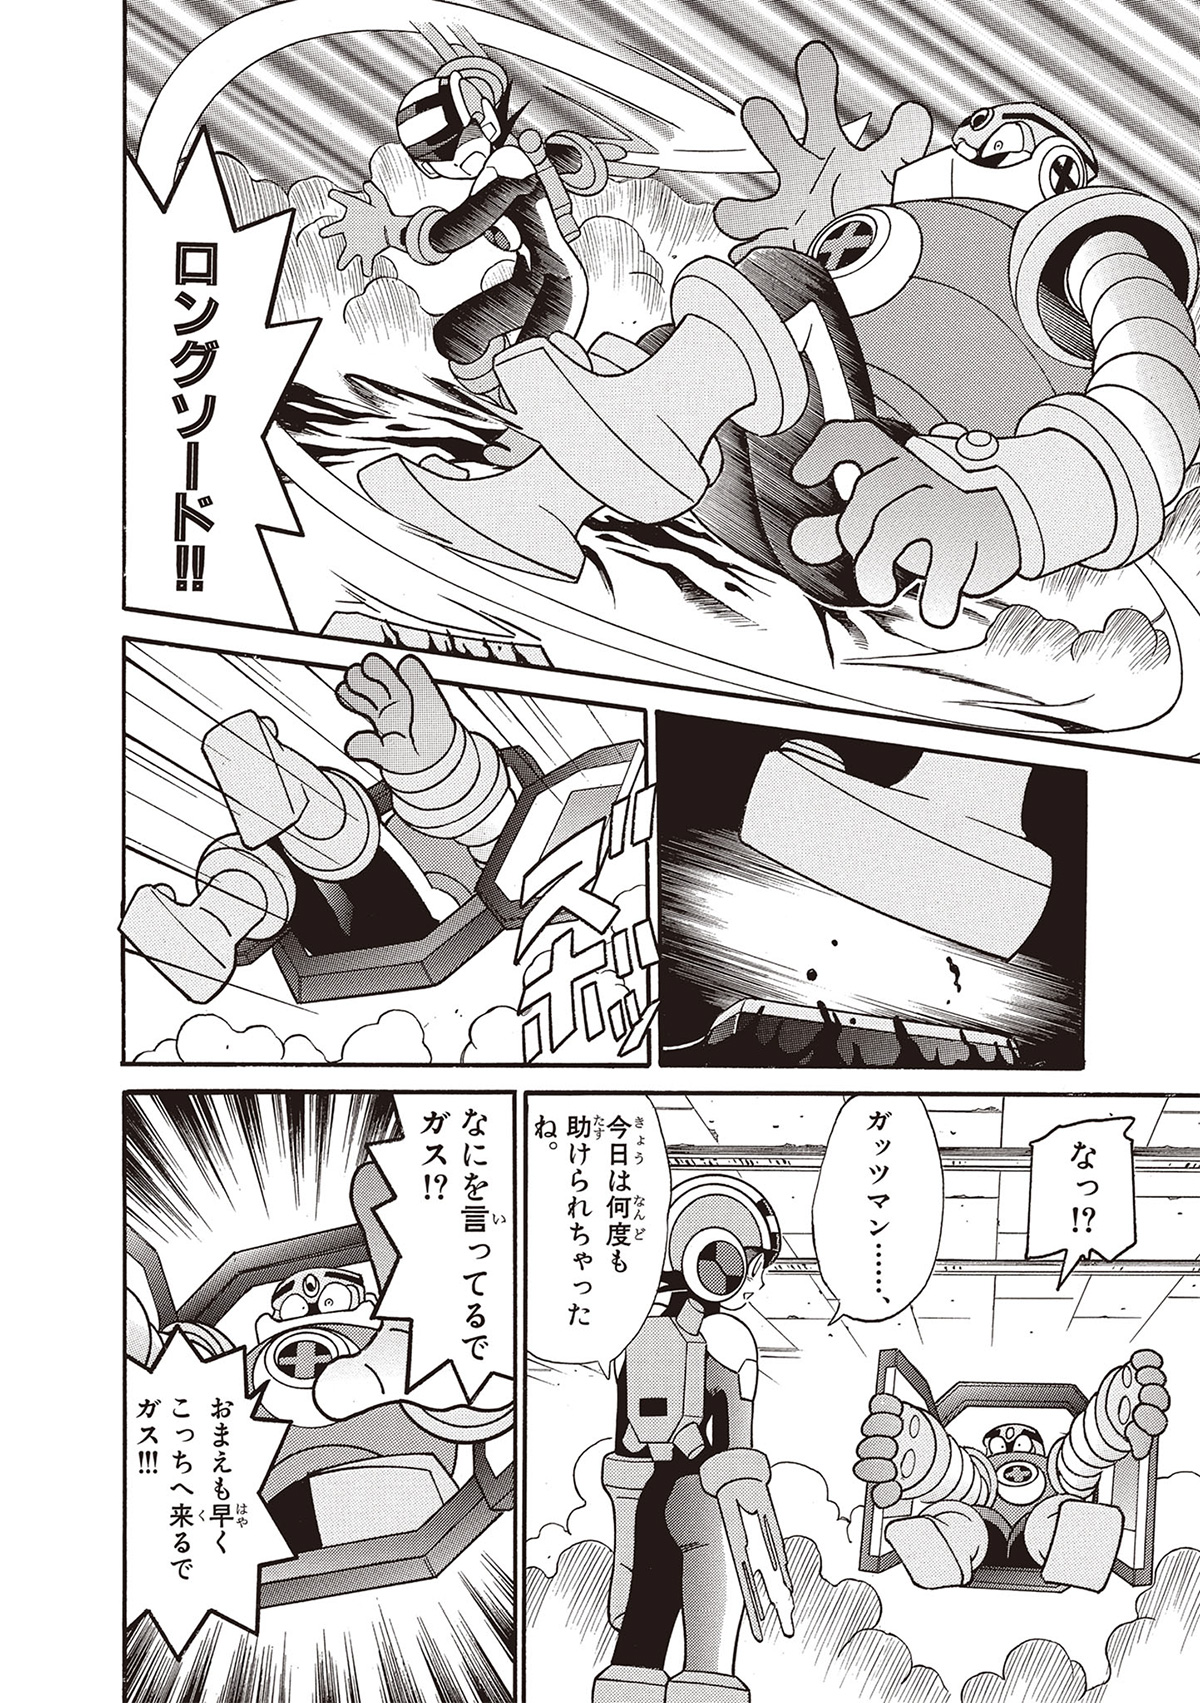 ロングソード!!
ズボッ
なっ!?
ガッツマン……、
今日は何度も
助けられちゃった
ね。
なにを言ってるで
ガス!?
おまえも早く
こっちへ来るで
ガス!!!